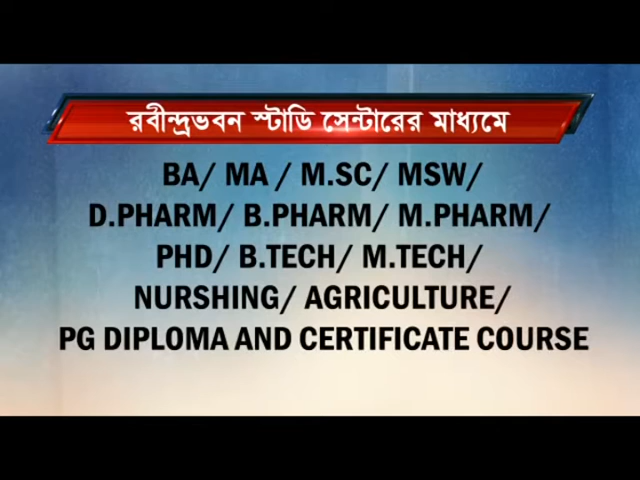 রবীন্দ্রভবন স্টাডি সেন্টারের মাধ্যমে
BA/ MA / M.SC/ MSW/
D.PHARM/ B.PHARM/ M.PHARM/
PHD/ B.TECH/ M.TECH/
NURSHING/ AGRICULTURE/
PG DIPLOMA AND CERTIFICATE COURSE